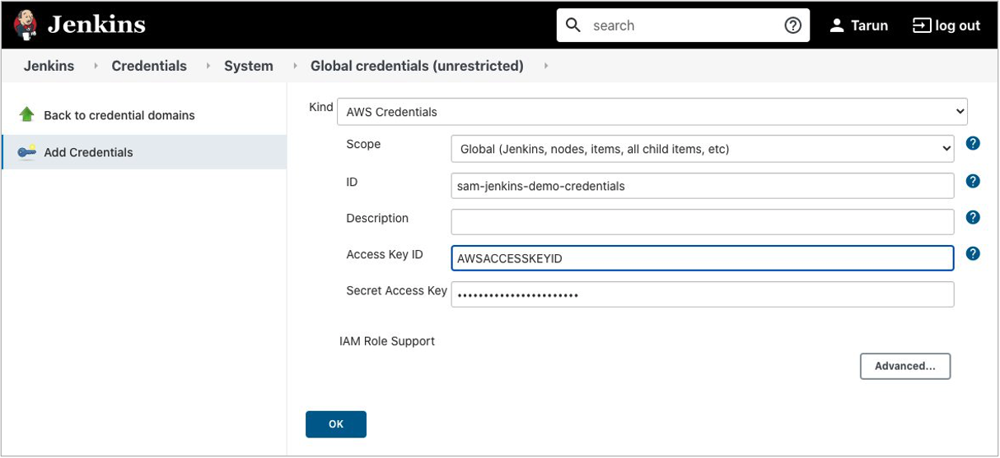 Jenkins
search
?
Tarun
log out
Jenkins
Credentials
System
Global credentials (unrestricted)
Back to credential domains
Add Credentials
Kind
AWS Credentials
Scope
Global (Jenkins, nodes, items, all child items, etc)
?
ID
sam-jenkins-demo-credentials
?
Description
?
Access Key ID
AWSACCESSKEYID
?
Secret Access Key
•••••••••••••••••••••••
IAM Role Support
Advanced...
OK